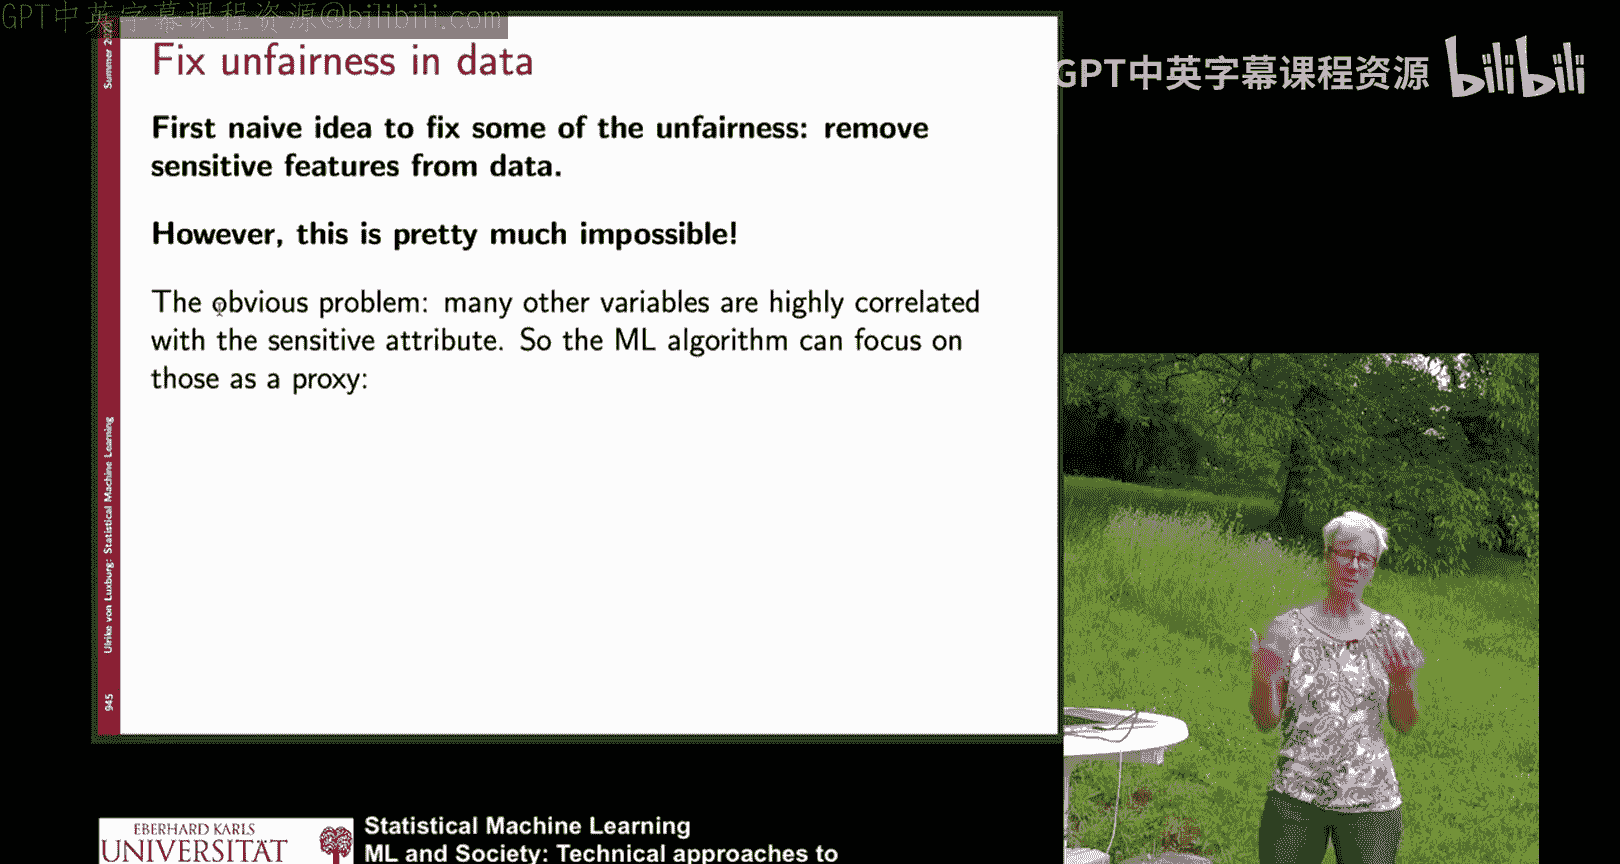 GPT中英字幕课程资源@bilibili.com
GPT中英字幕课程资源 bilibili
Fix unfairness in data
First naive idea to fix some of the unfairness: remove
sensitive features from data.
However, this is pretty much impossible!
The obvious problem: many other variables are highly correlated
with the sensitive attribute. So the ML algorithm can focus on
those as a proxy:
Summer
Ulrike von Luxburg: Statistical Machine Learning
945
EBERHARD KARLS
UNIVERSITÄT
Statistical Machine Learning
ML and Society: Technical approaches to